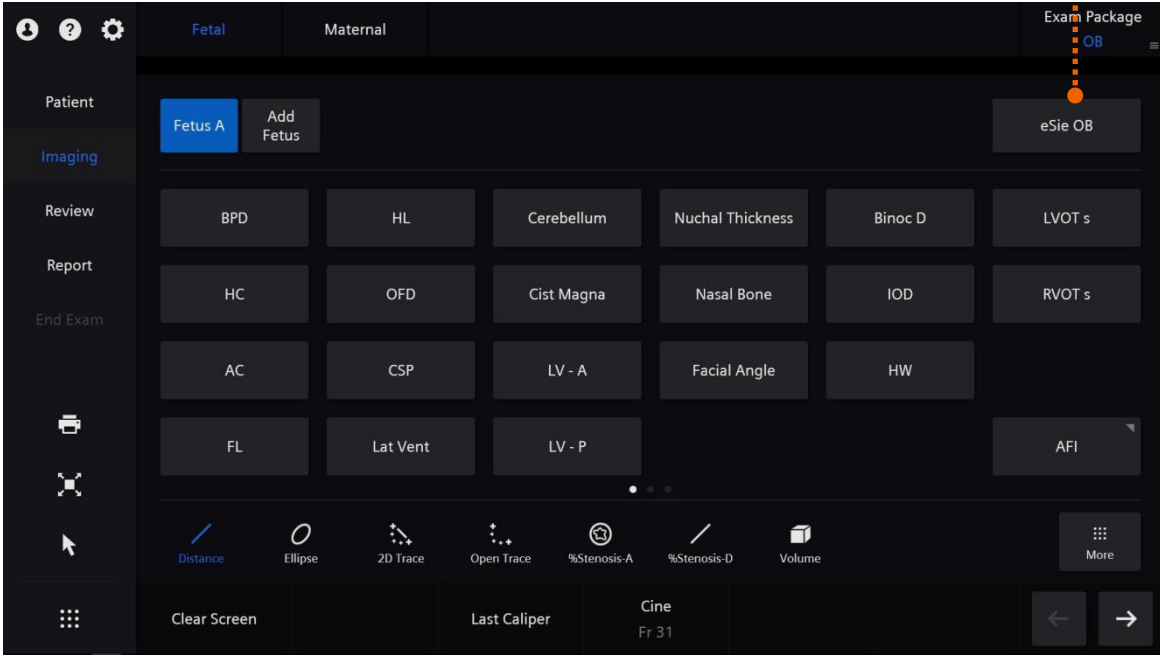 Fetal
Maternal
Exam Package
OB
Patient
Imaging
Review
Report
End Exam
Fetus A
Add
Fetus
eSie OB
BPD
HL
Cerebellum
Nuchal Thickness
Binoc D
LVOT s
HC
OFD
Cist Magna
Nasal Bone
IOD
RVOT s
AC
CSP
LV - A
Facial Angle
HW
FL
Lat Vent
LV - P
AFI
Distance
Ellipse
2D Trace
Open Trace
%Stenosis-A
%Stenosis-D
Volume
More
Clear Screen
Last Caliper
Cine
Fr 31